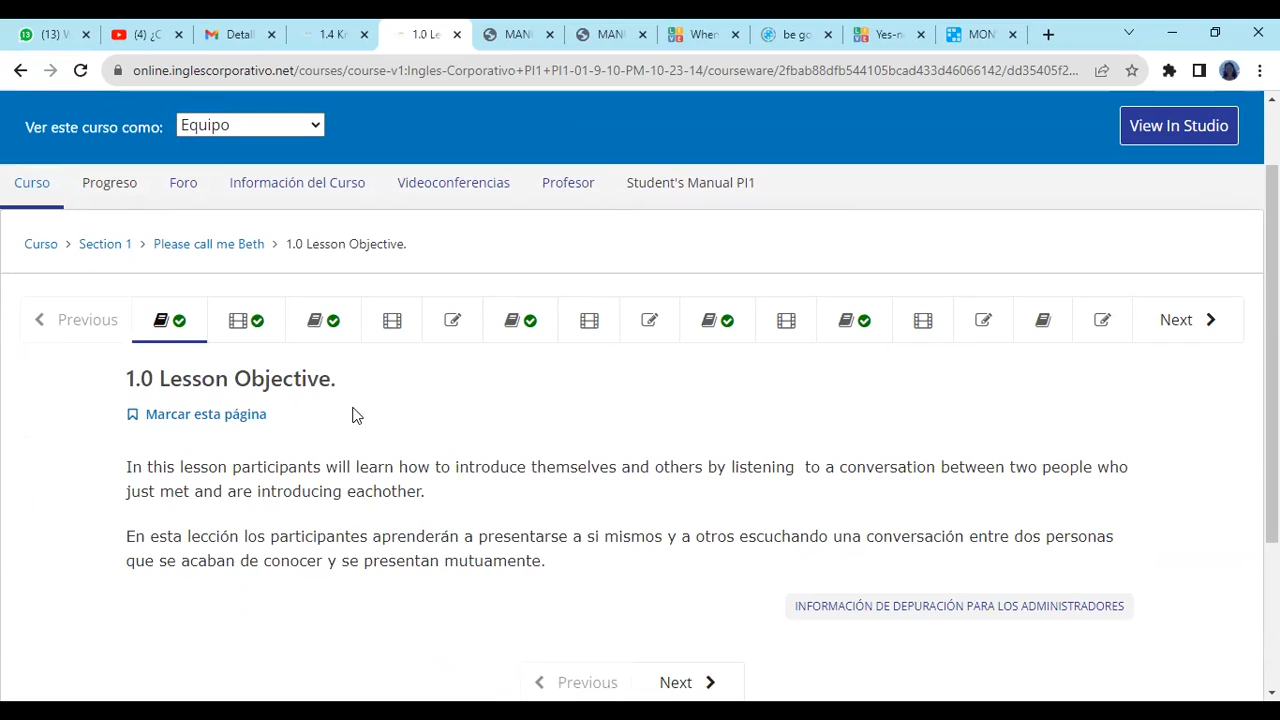 (13) W
(4) ¿C
Detall
1.4 Kr
1.0 Le
MAN
MAN
When
be go
Yes-n
MON
online.inglescorporativo.net/courses/course-v1:Ingles-Corporativo+PI1+PI1-01-9-10-PM-10-23-14/courseware/2fbab88dfb544105bcad433d46066142/dd35405f2...
Ver este curso como:
Equipo
View In Studio
Curso
Progreso
Foro
Información del Curso
Videoconferencias
Profesor
Student's Manual PI1
Curso > Section 1 > Please call me Beth > 1.0 Lesson Objective.
Previous
Next
1.0 Lesson Objective.
Marcar esta página
In this lesson participants will learn how to introduce themselves and others by listening to a conversation between two people who
just met and are introducing eachother.
En esta lección los participantes aprenderán a presentarse a si mismos y a otros escuchando una conversación entre dos personas
que se acaban de conocer y se presentan mutuamente.
INFORMACIÓN DE DEPURACIÓN PARA LOS ADMINISTRADORES
Previous
Next